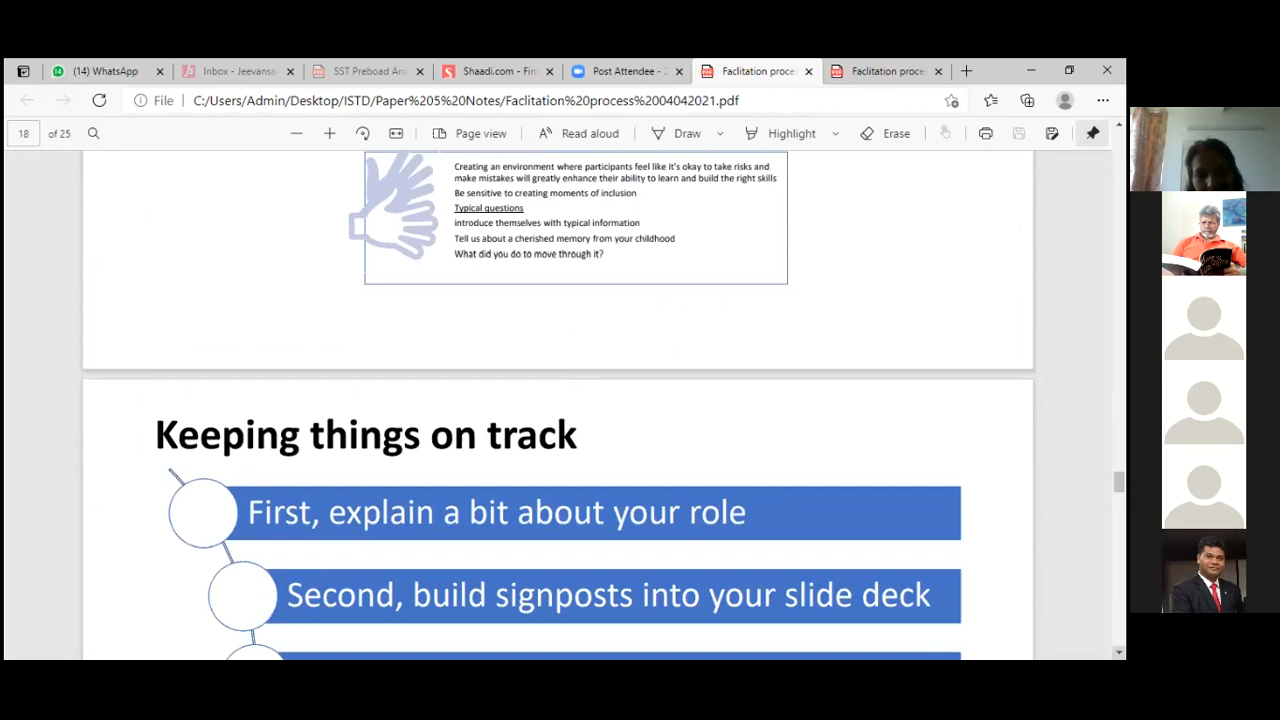 (14) WhatsApp
Inbox - Jeevansa
SST Preboad Ans
Shaadi.com - Fin
Post Attendee - Z
Faclitation proce
Faclitation proce
File C:/Users/Admin/Desktop/ISTD/Paper%205%20Notes/Faclitation%20process%2004042021.pdf
18 of 25
Page view
Read aloud
Draw
Highlight
Erase
Creating an environment where participants feel like it's okay to take risks and
make mistakes will greatly enhance their ability to learn and build the right skills
Be sensitive to creating moments of inclusion
Typical questions
introduce themselves with typical information
Tell us about a cherished memory from your childhood
What did you do to move through it?
Keeping things on track
First, explain a bit about your role
Second, build signposts into your slide deck